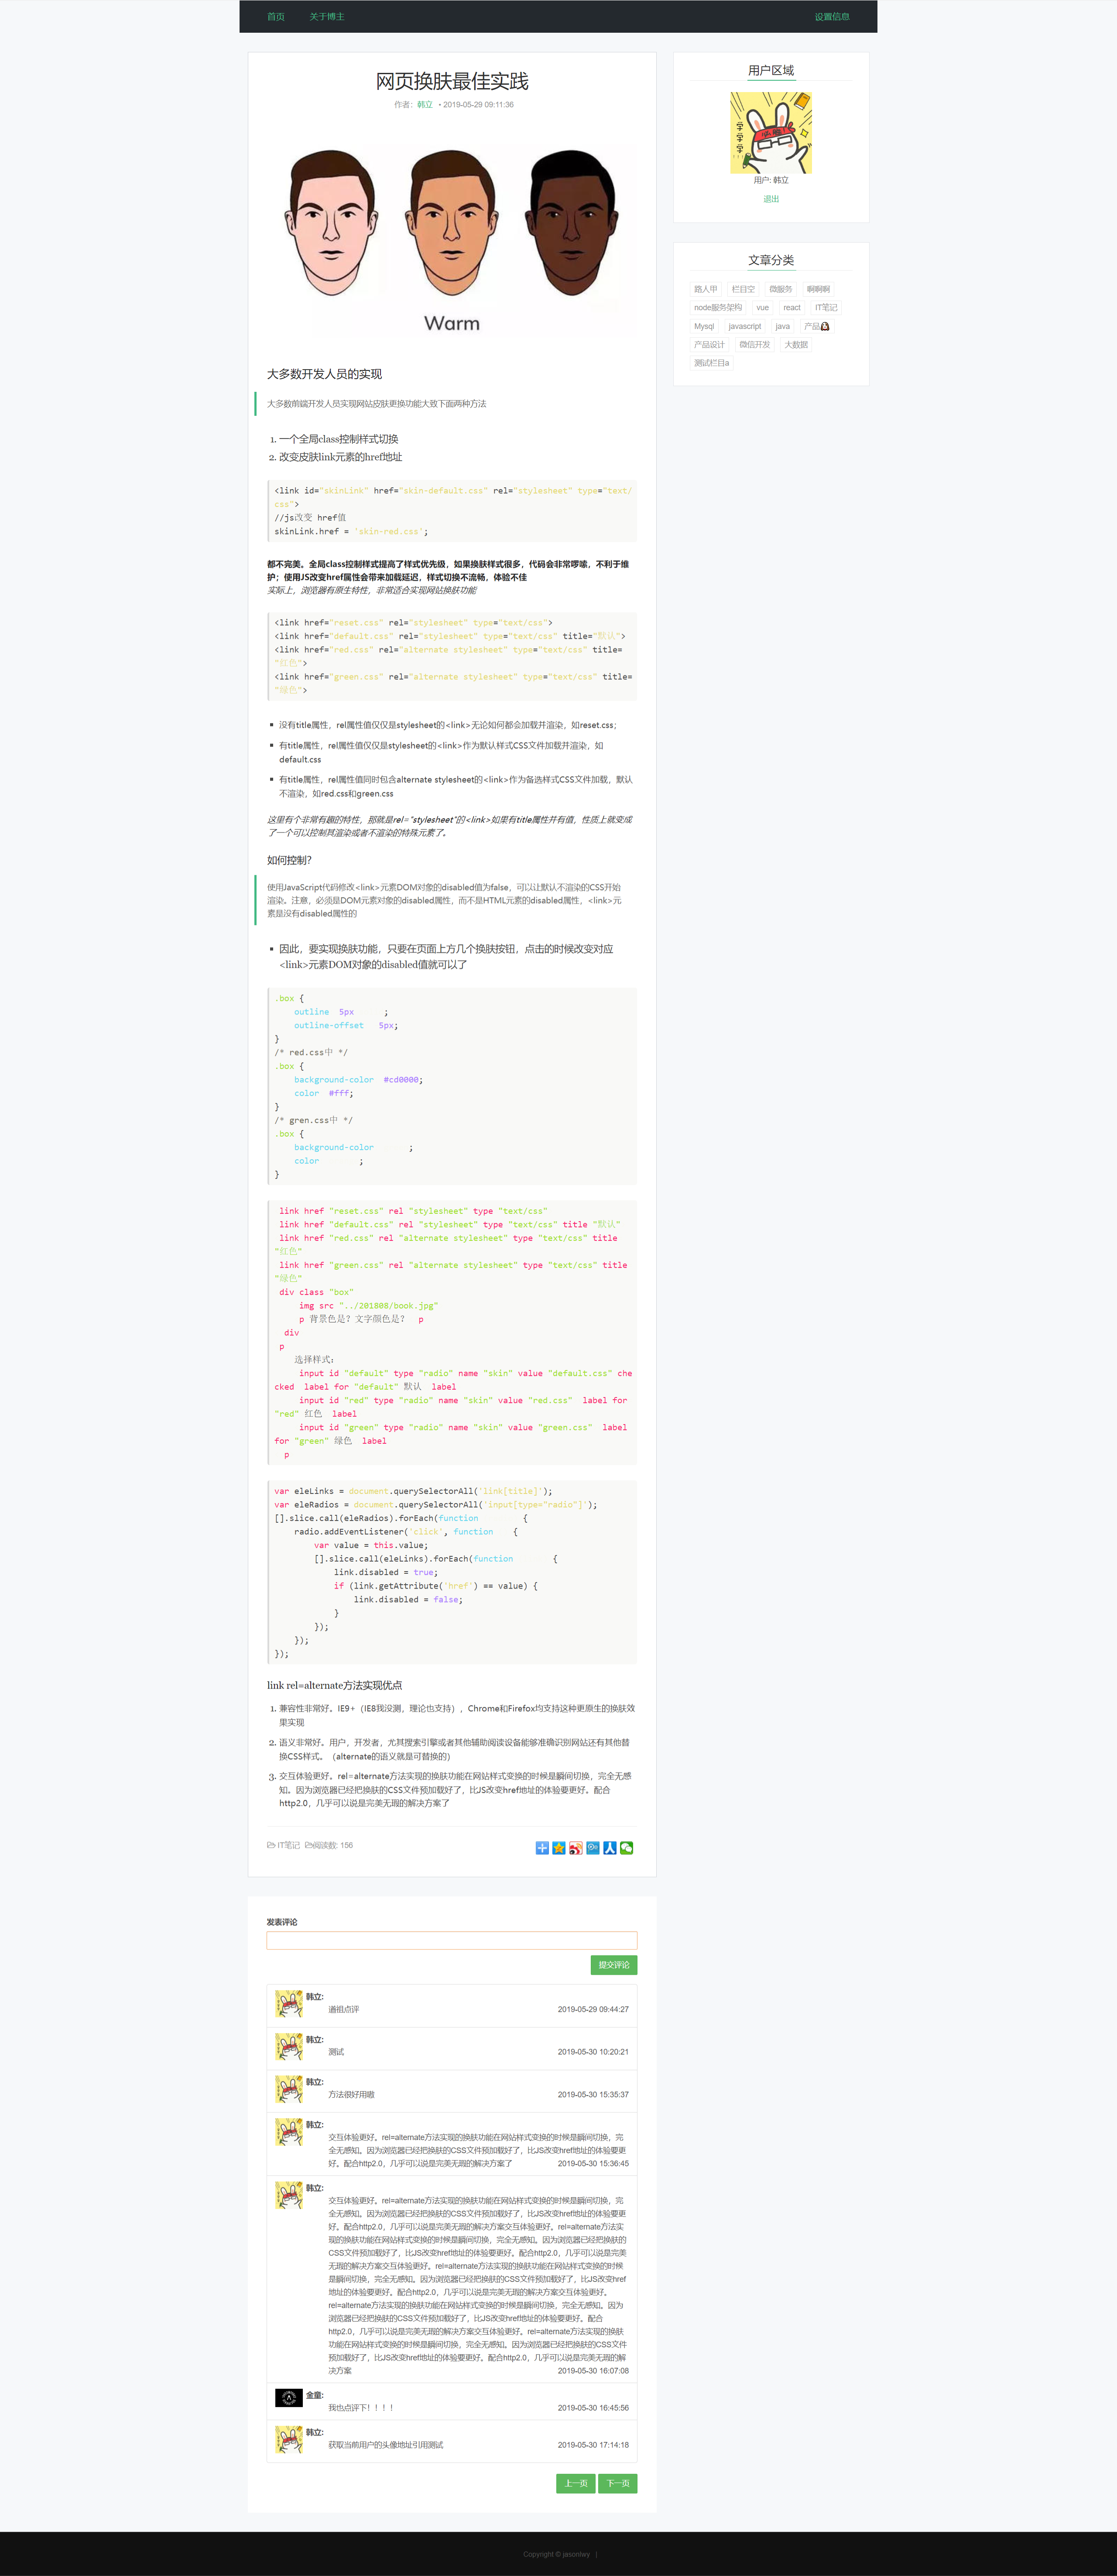 首页 关于博主 设置信息
网页换肤最佳实践
作者：韩立 • 2019-05-29 09:11:36
Warm
大多数开发人员的实现
大多数前端开发人员实现网站皮肤更换功能大致下面两种方法
1. 一个全局class控制样式切换
2. 改变皮肤link元素的href地址
<link id="skinLink" href="skin-default.css" rel="stylesheet" type="text/
css">
//js改变 href值
skinLink.href = 'skin-red.css';
都不完美。全局class控制样式提高了样式优先级，如果换肤样式很多，代码会非常啰嗦，不利于维
护；使用JS改变href属性会带来加载延迟，样式切换不流畅，体验不佳
实际上，浏览器有原生特性，非常适合实现网站换肤功能
<link href="reset.css" rel="stylesheet" type="text/css">
<link href="default.css" rel="stylesheet" type="text/css" title="默认">
<link href="red.css" rel="alternate stylesheet" type="text/css" title=
"红色">
<link href="green.css" rel="alternate stylesheet" type="text/css" title=
"绿色">
▪ 没有title属性，rel属性值仅仅是stylesheet的<link>无论如何都会加载并渲染，如reset.css；
▪ 有title属性，rel属性值仅仅是stylesheet的<link>作为默认样式CSS文件加载并渲染，如
default.css
▪ 有title属性，rel属性值同时包含alternate stylesheet的<link>作为备选样式CSS文件加载，默认
不渲染，如red.css和green.css
这里有个非常有趣的特性，那就是rel="stylesheet"的<link>如果有title属性并有值，性质上就变成
了一个可以控制其渲染或者不渲染的特殊元素了。
如何控制?
使用JavaScript代码修改<link>元素DOM对象的disabled值为false，可以让默认不渲染的CSS开始
渲染。注意，必须是DOM元素对象的disabled属性，而不是HTML元素的disabled属性，<link>元
素是没有disabled属性的
▪ 因此，要实现换肤功能，只要在页面上方几个换肤按钮，点击的时候改变对应
<link>元素DOM对象的disabled值就可以了
.box {
outline 5px ;
outline-offset 5px;
}
/* red.css中 */
.box {
background-color #cd0000;
color #fff;
}
/* gren.css中 */
.box {
background-color ;
color ;
}
link href "reset.css" rel "stylesheet" type "text/css"
link href "default.css" rel "stylesheet" type "text/css" title "默认"
link href "red.css" rel "alternate stylesheet" type "text/css" title
"红色"
link href "green.css" rel "alternate stylesheet" type "text/css" title
"绿色"
div class "box"
img src "../201808/book.jpg"
p 背景色是？文字颜色是？ p
div
p
选择样式：
input id "default" type "radio" name "skin" value "default.css" che
cked label for "default" 默认 label
input id "red" type "radio" name "skin" value "red.css" label for
"red" 红色 label
input id "green" type "radio" name "skin" value "green.css" label
for "green" 绿色 label
p
var eleLinks = document.querySelectorAll('link[title]');
var eleRadios = document.querySelectorAll('input[type="radio"]');
[].slice.call(eleRadios).forEach(function {
radio.addEventListener('click', function {
var value = this.value;
[].slice.call(eleLinks).forEach(function {
link.disabled = true;
if (link.getAttribute('href') == value) {
link.disabled = false;
}
});
});
});
link rel=alternate方法实现优点
1. 兼容性非常好。IE9+（IE8我没测，理论也支持），Chrome和Firefox均支持这种更原生的换肤效
果实现
2. 语义非常好。用户，开发者，尤其搜索引擎或者其他辅助阅读设备能够准确识别网站还有其他替
换CSS样式。（alternate的语义就是可替换的）
3. 交互体验更好。rel=alternate方法实现的换肤功能在网站样式变换的时候是瞬间切换，完全无感
知。因为浏览器已经把换肤的CSS文件预加载好了，比JS改变href地址的体验要更好。配合
http2.0，几乎可以说是完美无瑕的解决方案了
IT笔记 阅读数: 156
发表评论
提交评论
韩立:
道祖点评 2019-05-29 09:44:27
韩立:
测试 2019-05-30 10:20:21
韩立:
方法很好用嗷 2019-05-30 15:35:37
韩立:
交互体验更好。rel=alternate方法实现的换肤功能在网站样式变换的时候是瞬间切换，完
全无感知。因为浏览器已经把换肤的CSS文件预加载好了，比JS改变href地址的体验要更
好。配合http2.0，几乎可以说是完美无瑕的解决方案了 2019-05-30 15:36:45
韩立:
交互体验更好。rel=alternate方法实现的换肤功能在网站样式变换的时候是瞬间切换，完
全无感知。因为浏览器已经把换肤的CSS文件预加载好了，比JS改变href地址的体验要更
好。配合http2.0，几乎可以说是完美无瑕的解决方案交互体验更好。rel=alternate方法实
现的换肤功能在网站样式变换的时候是瞬间切换，完全无感知。因为浏览器已经把换肤的
CSS文件预加载好了，比JS改变href地址的体验要更好。配合http2.0，几乎可以说是完美
无瑕的解决方案交互体验更好。rel=alternate方法实现的换肤功能在网站样式变换的时候
是瞬间切换，完全无感知。因为浏览器已经把换肤的CSS文件预加载好了，比JS改变href
地址的体验要更好。配合http2.0，几乎可以说是完美无瑕的解决方案交互体验更好。
rel=alternate方法实现的换肤功能在网站样式变换的时候是瞬间切换，完全无感知。因为
浏览器已经把换肤的CSS文件预加载好了，比JS改变href地址的体验要更好。配合
http2.0，几乎可以说是完美无瑕的解决方案交互体验更好。rel=alternate方法实现的换肤
功能在网站样式变换的时候是瞬间切换，完全无感知。因为浏览器已经把换肤的CSS文件
预加载好了，比JS改变href地址的体验要更好。配合http2.0，几乎可以说是完美无瑕的解
决方案 2019-05-30 16:07:08
金童:
我也点评下！！！！ 2019-05-30 16:45:56
韩立:
获取当前用户的头像地址引用测试 2019-05-30 17:14:18
上一页 下一页
用户区域
用户: 韩立
退出
文章分类
路人甲 栏目空 微服务 啊啊啊
node服务架构 vue react IT笔记
Mysql javascript java 产品
产品设计 微信开发 大数据
测试栏目a
Copyright © jasonlwy |